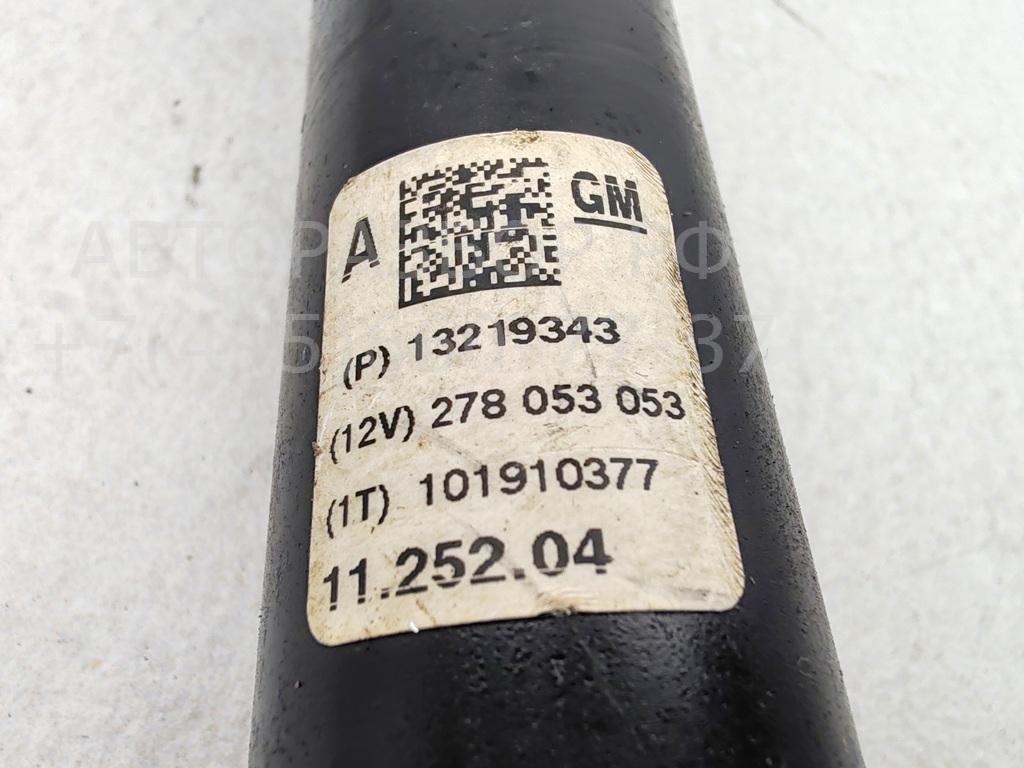 A GM
(P) 13219343
(12V) 278 053 053
(1T) 101910377
11.252.04